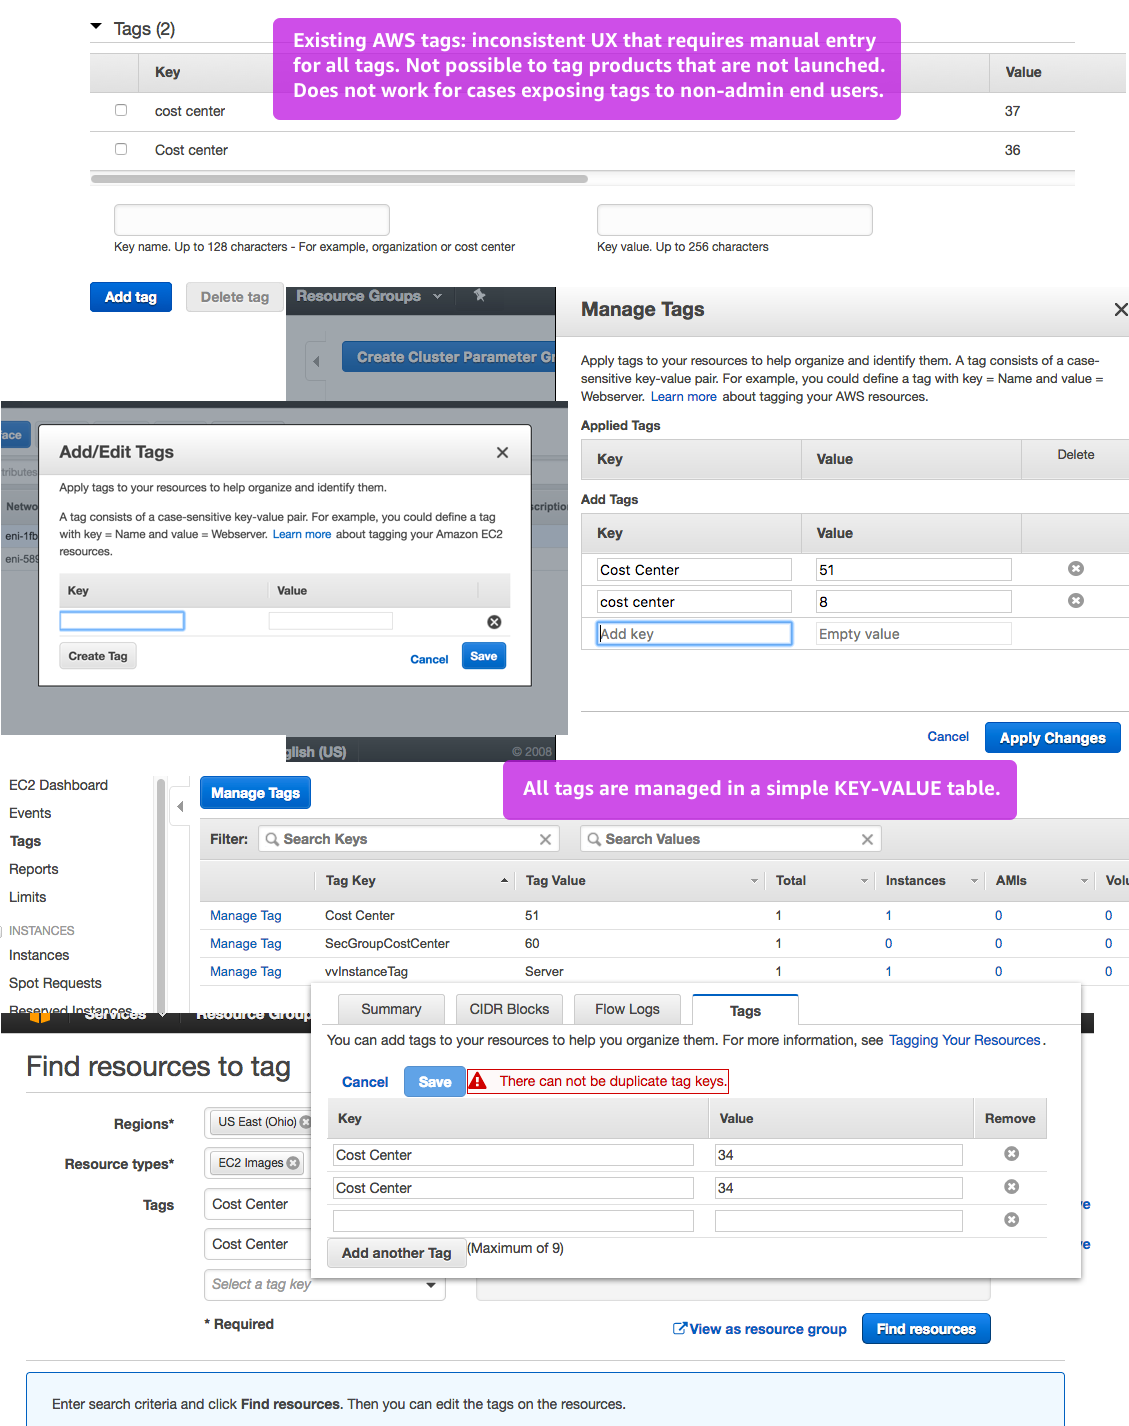 Tags (2)
Existing AWS tags: inconsistent UX that requires manual entry
for all tags. Not possible to tag products that are not launched.
Does not work for cases exposing tags to non-admin end users.
Key
Value
cost center
37
Cost center
36
Key name. Up to 128 characters - For example, organization or cost center
Key value. Up to 256 characters
Add tag
Delete tag
Resource Groups
Create Cluster Parameter Gr
Manage Tags
Apply tags to your resources to help organize and identify them. A tag consists of a case-
sensitive key-value pair. For example, you could define a tag with key = Name and value =
Webserver. Learn more about tagging your AWS resources.
Applied Tags
Key
Value
Delete
Add Tags
Key
Value
Cost Center
51
cost center
8
Add key
Empty value
Cancel
Apply Changes
face
tributes
Netwo
scription
eni-1fb
eni-589
Add/Edit Tags
Apply tags to your resources to help organize and identify them.
A tag consists of a case-sensitive key-value pair. For example, you could define a tag
with key = Name and value = Webserver. Learn more about tagging your Amazon EC2
resources.
Key
Value
Create Tag
Cancel
Save
glish (US)
© 2008
All tags are managed in a simple KEY-VALUE table.
EC2 Dashboard
Events
Tags
Reports
Limits
INSTANCES
Instances
Spot Requests
Reserved Instances
Manage Tags
Filter:
Search Keys
Search Values
Tag Key
Tag Value
Total
Instances
AMIs
Volu
Manage Tag
Cost Center
51
1
1
0
0
Manage Tag
SecGroupCostCenter
60
1
0
0
0
Manage Tag
vvInstanceTag
Server
1
1
0
0
Services
Resource Group
Find resources to tag
Regions*
US East (Ohio)
Resource types*
EC2 Images
Tags
Cost Center
Cost Center
Select a tag key
* Required
View as resource group
Find resources
Summary
CIDR Blocks
Flow Logs
Tags
You can add tags to your resources to help you organize them. For more information, see Tagging Your Resources.
Cancel
Save
There can not be duplicate tag keys.
Key
Value
Remove
Cost Center
34
Cost Center
34
Add another Tag
(Maximum of 9)
e
e
Enter search criteria and click Find resources. Then you can edit the tags on the resources.